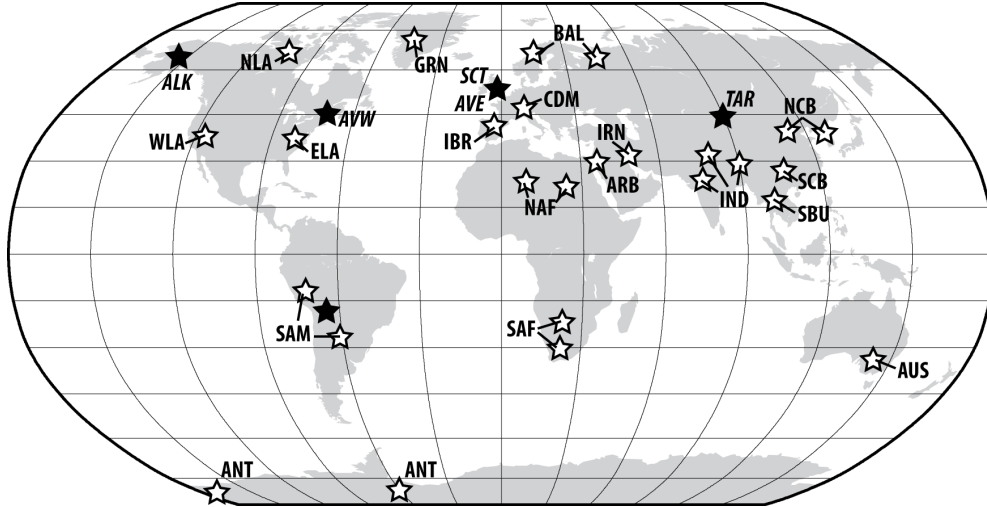 BAL
NLA
GRN
ALK
SCT
AVE
CDM
TAR
NCB
AVW
WLA
ELA
IBR
IRN
ARB
IND
SCB
SBU
NAF
SAM
SAF
AUS
ANT
ANT